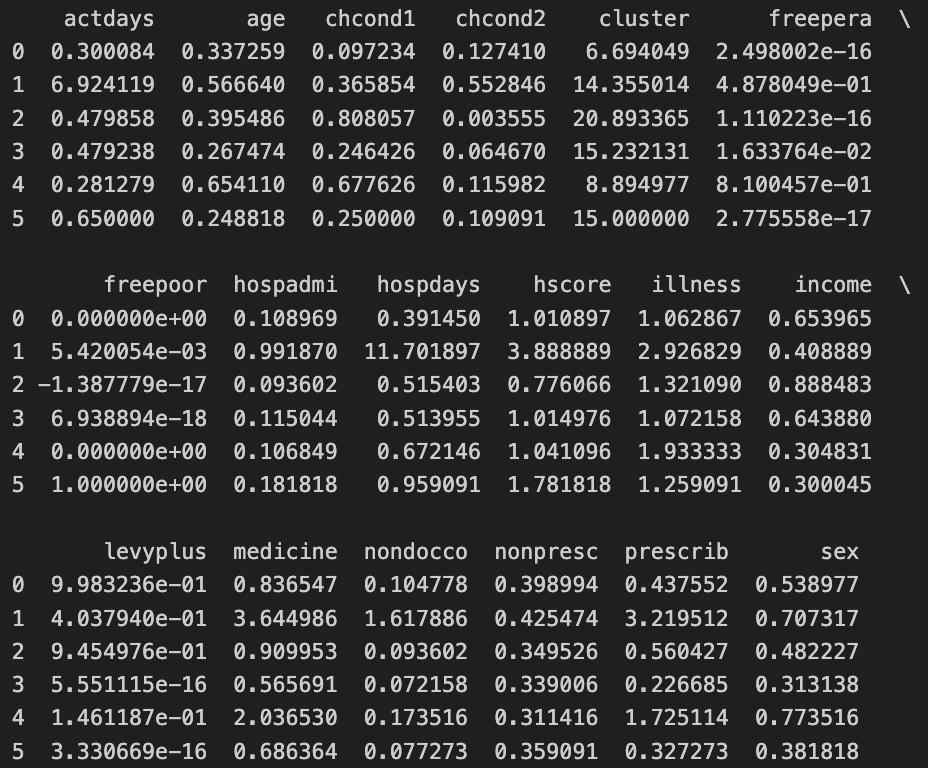 actdays age chcond1 chcond2 cluster freepera \
0 0.300084 0.337259 0.097234 0.127410 6.694049 2.498002e-16
1 6.924119 0.566640 0.365854 0.552846 14.355014 4.878049e-01
2 0.479858 0.395486 0.808057 0.003555 20.893365 1.110223e-16
3 0.479238 0.267474 0.246426 0.064670 15.232131 1.633764e-02
4 0.281279 0.654110 0.677626 0.115982 8.894977 8.100457e-01
5 0.650000 0.248818 0.250000 0.109091 15.000000 2.775558e-17
freepoor hospadmi hospdays hscore illness income \
0 0.000000e+00 0.108969 0.391450 1.010897 1.062867 0.653965
1 5.420054e-03 0.991870 11.701897 3.888889 2.926829 0.408889
2 -1.387779e-17 0.093602 0.515403 0.776066 1.321090 0.888483
3 6.938894e-18 0.115044 0.513955 1.014976 1.072158 0.643880
4 0.000000e+00 0.106849 0.672146 1.041096 1.933333 0.304831
5 1.000000e+00 0.181818 0.959091 1.781818 1.259091 0.300045
levyplus medicine nondocco nonpresc prescrib sex
0 9.983236e-01 0.836547 0.104778 0.398994 0.437552 0.538977
1 4.037940e-01 3.644986 1.617886 0.425474 3.219512 0.707317
2 9.454976e-01 0.909953 0.093602 0.349526 0.560427 0.482227
3 5.551115e-16 0.565691 0.072158 0.339006 0.226685 0.313138
4 1.461187e-01 2.036530 0.173516 0.311416 1.725114 0.773516
5 3.330669e-16 0.686364 0.077273 0.359091 0.327273 0.381818